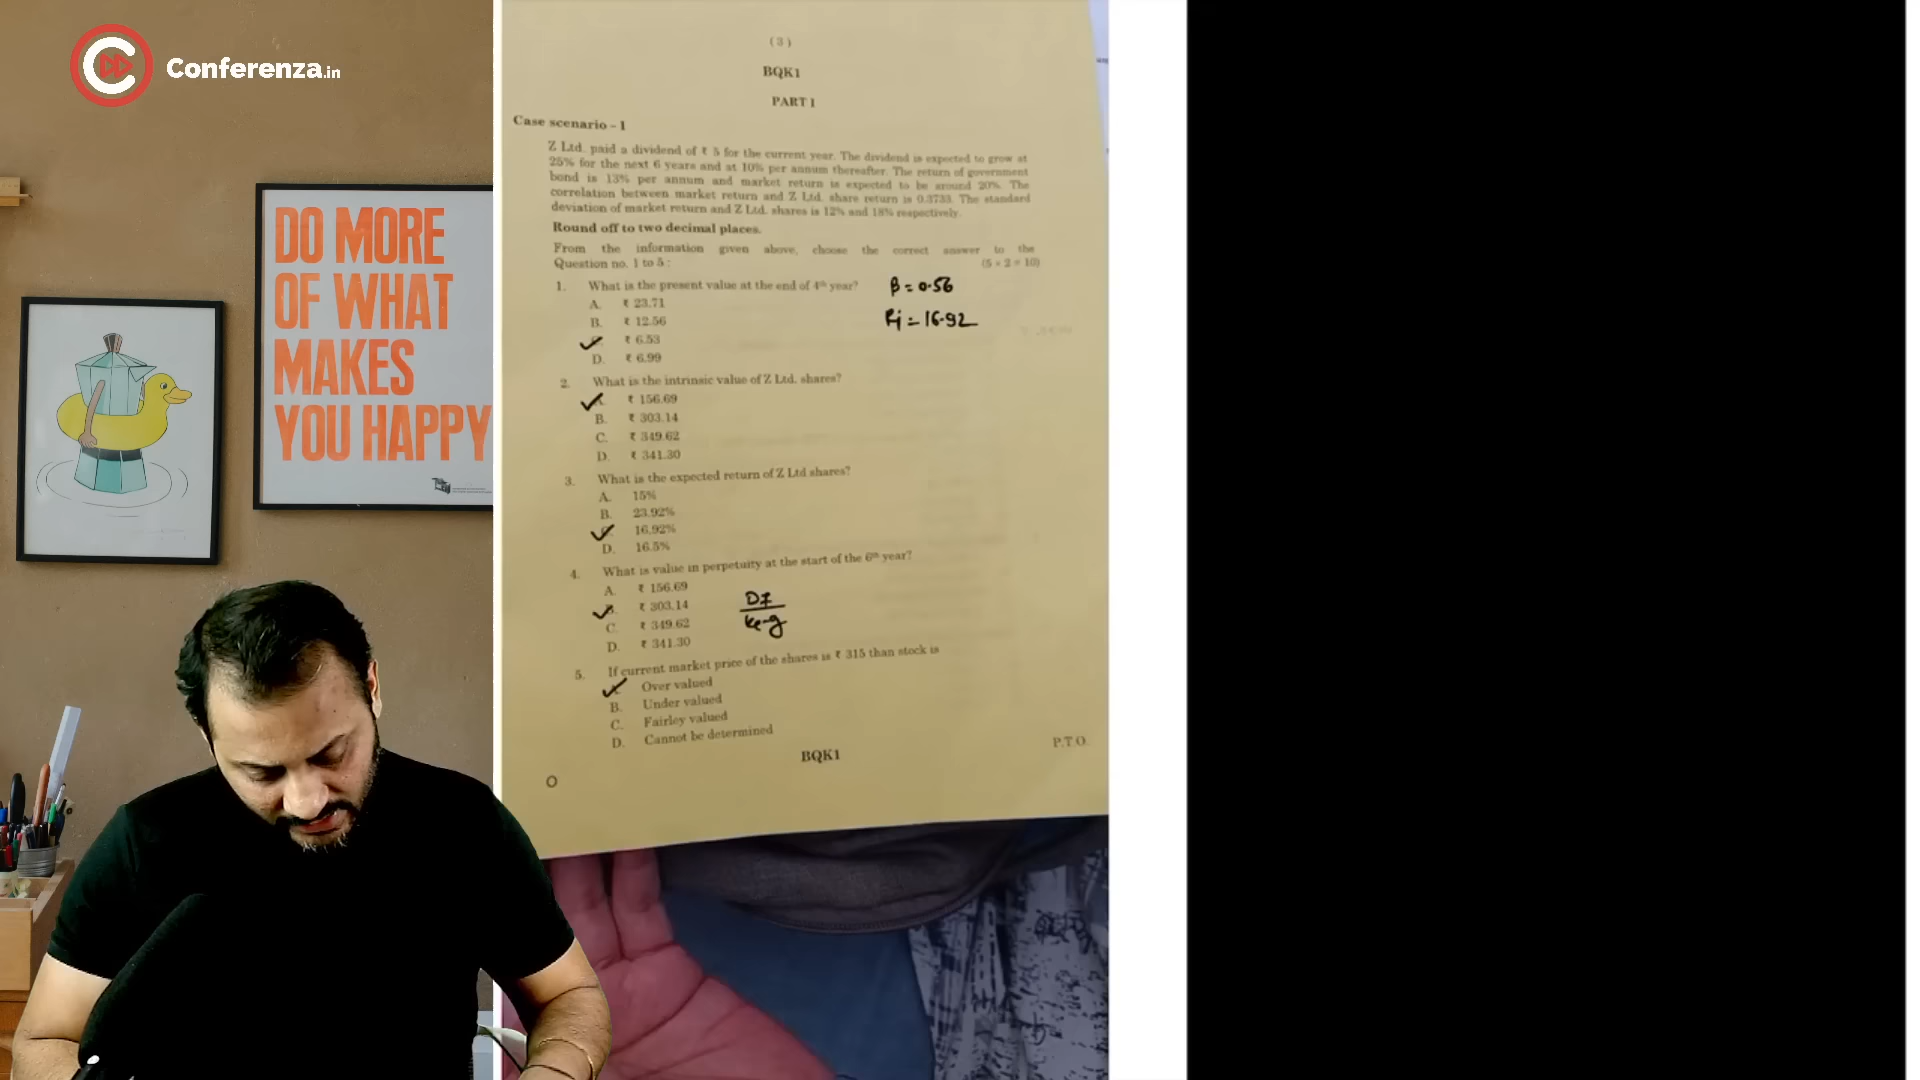 Conferenza.in
DO MORE
OF WHAT
MAKES
YOU HAPPY
(3)
BQK1
PART 1
Case scenario – 1
Z Ltd. paid a dividend of ₹ 5 for the current year. The dividend is expected to grow at
25% for the next 6 years and at 10% per annum thereafter. The return of government
bond is 13% per annum and market return is expected to be around 20%. The
correlation between market return and Z Ltd. share return is 0.3733. The standard
deviation of market return and Z Ltd. shares is 12% and 18% respectively.
Round off to two decimal places.
From the information given above, choose the correct answer to the
Question no. 1 to 5 : (5 × 2 = 10)
1. What is the present value at the end of 4th year? β = 0.56
A. ₹ 23.71
B. ₹ 12.56 Ri = 16.92
₹ 6.53
D. ₹ 6.99
2. What is the intrinsic value of Z Ltd. shares?
₹ 156.69
B. ₹ 303.14
C. ₹ 349.62
D. ₹ 341.30
3. What is the expected return of Z Ltd shares?
A. 15%
B. 23.92%
16.92%
D. 16.5%
4. What is value in perpetuity at the start of the 6th year?
A. ₹ 156.69
₹ 303.14 D7
C. ₹ 349.62 ke-g
D. ₹ 341.30
5. If current market price of the shares is ₹ 315 than stock is
Over valued
B. Under valued
C. Fairley valued
D. Cannot be determined
BQK1 P.T.O.
O